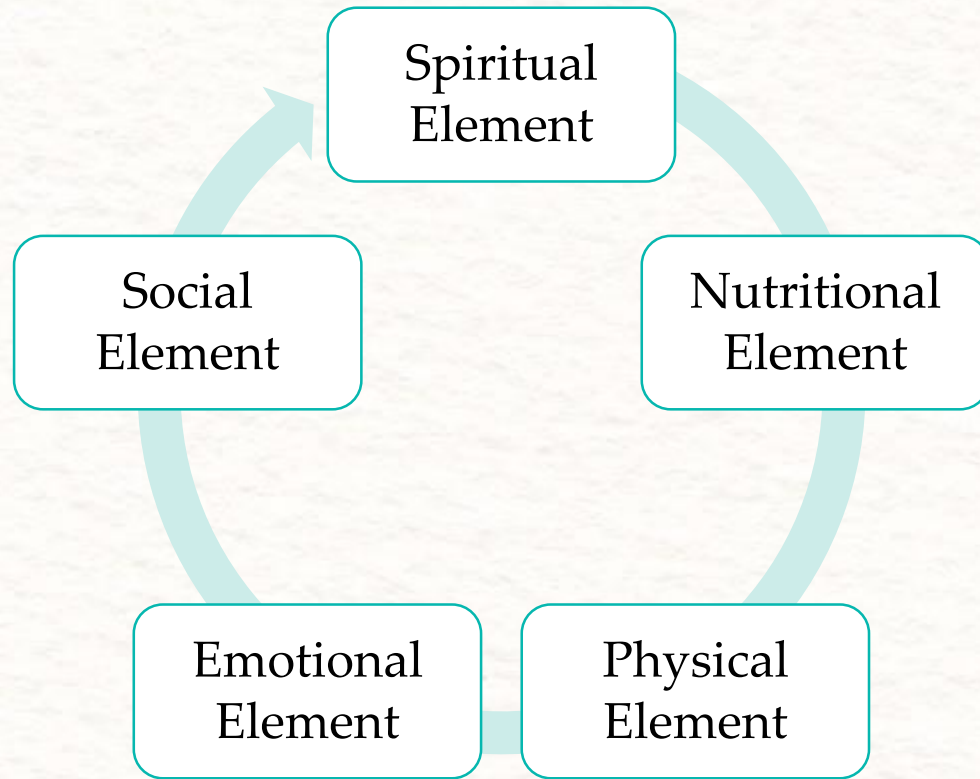 Spiritual
Element
Nutritional
Element
Physical
Element
Emotional
Element
Social
Element